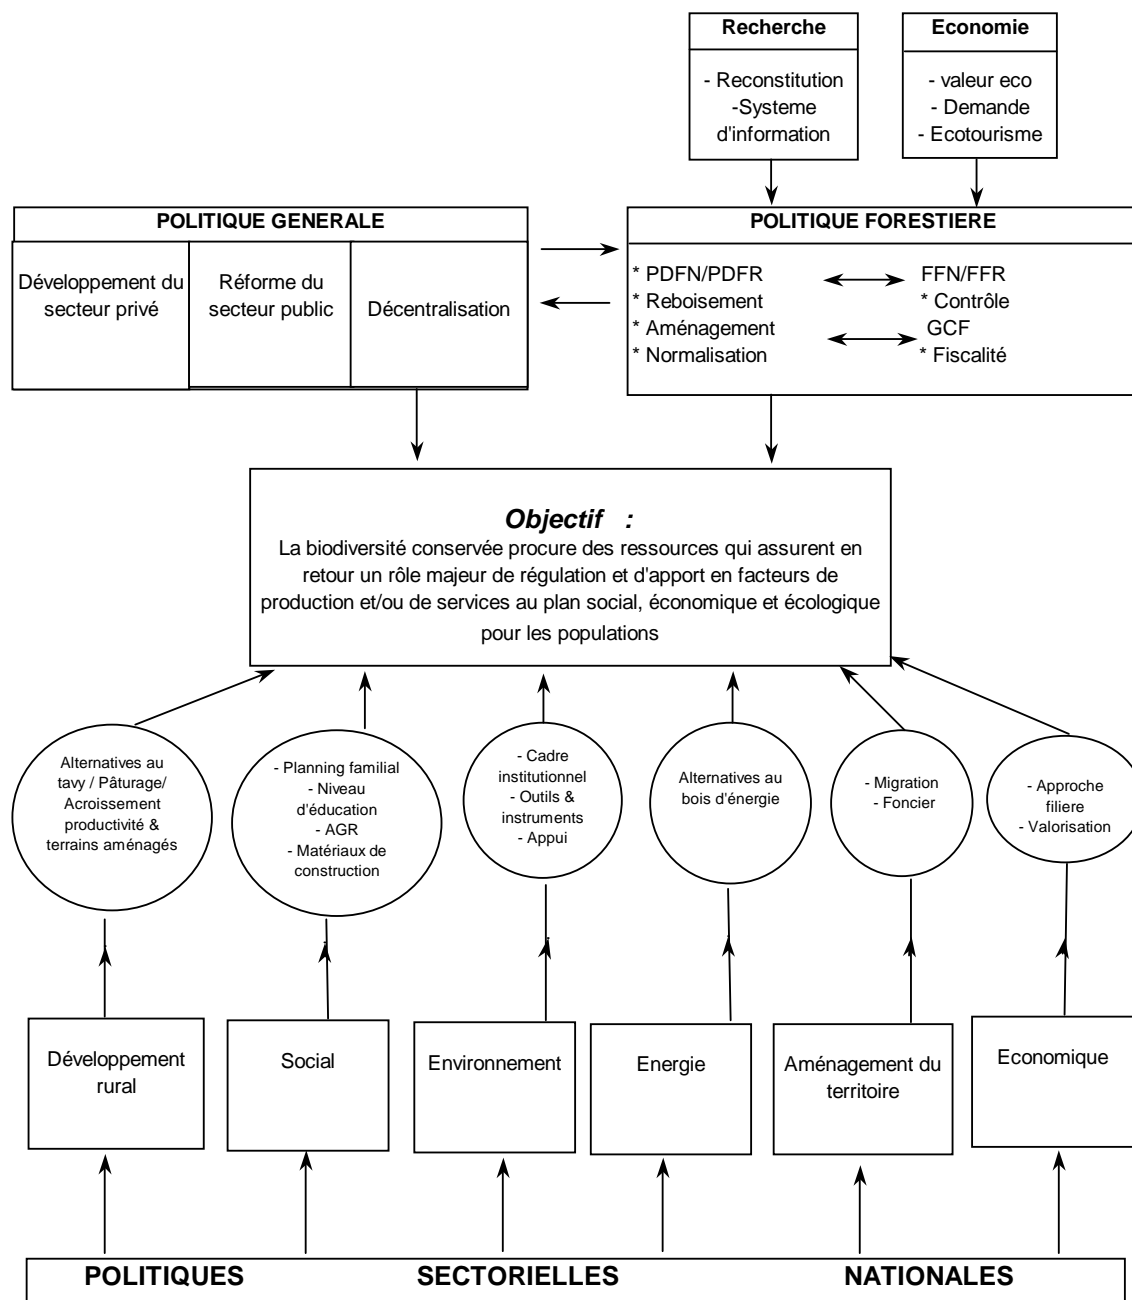 Recherche
- Reconstitution
-Systeme
d'information
Economie
- valeur eco
- Demande
- Ecotourisme
POLITIQUE GENERALE
Développement du
secteur privé
Réforme du
secteur public
Décentralisation
POLITIQUE FORESTIERE
* PDFN/PDFR
* Reboisement
* Aménagement
* Normalisation
FFN/FFR
* Contrôle
GCF
* Fiscalité
Objectif :
La biodiversité conservée procure des ressources qui assurent en
retour un rôle majeur de régulation et d'apport en facteurs de
production et/ou de services au plan social, économique et écologique
pour les populations
Alternatives au
tavy / Pâturage/
Acroissement
productivité &
terrains aménagés
- Planning familial
- Niveau
d'éducation
- AGR
- Matériaux de
construction
- Cadre
institutionnel
- Outils &
instruments
- Appui
Alternatives au
bois d'énergie
- Migration
- Foncier
- Approche
filiere
- Valorisation
Développement
rural
Social
Environnement
Energie
Aménagement du
territoire
Economique
POLITIQUES SECTORIELLES NATIONALES